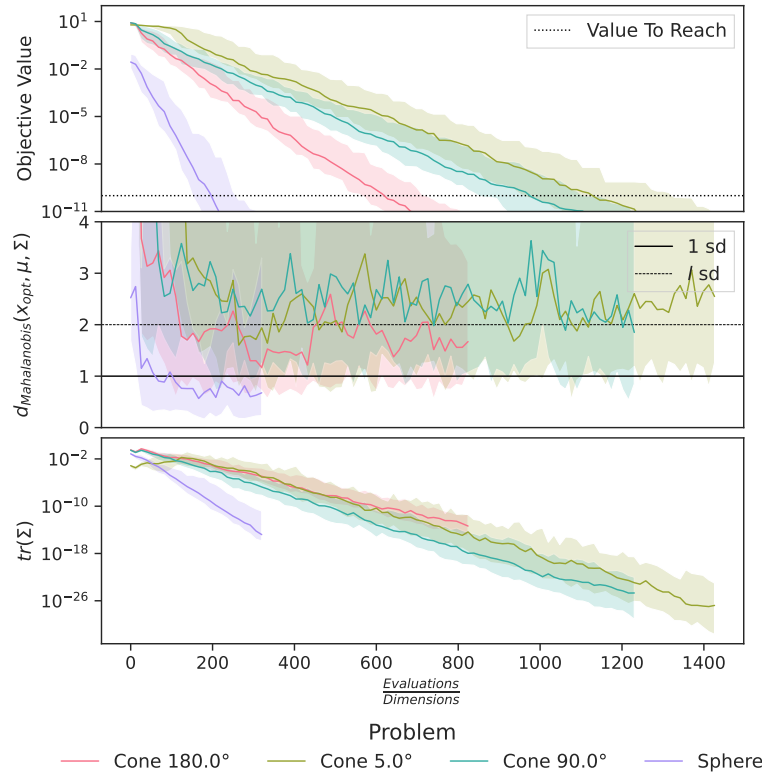 Objective Value
10^1
10^-2
10^-5
10^-8
10^-11
Value To Reach
d_Mahalanobis(x_opt, μ, Σ)
4
3
2
1
0
1 sd
l sd
tr(Σ)
10^-2
10^-10
10^-18
10^-26
0 200 400 600 800 1000 1200 1400
Evaluations
Dimensions
Problem
Cone 180.0° Cone 5.0° Cone 90.0° Sphere